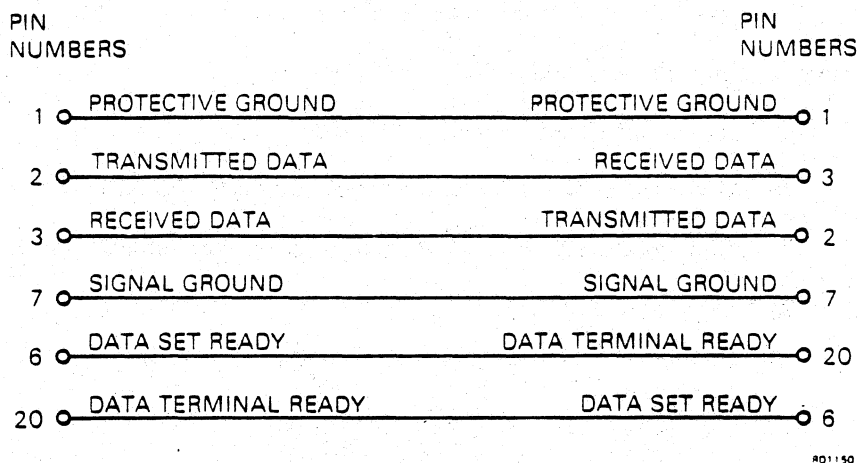 PIN NUMBERS
PIN NUMBERS
1 PROTECTIVE GROUND PROTECTIVE GROUND 1
2 TRANSMITTED DATA RECEIVED DATA 3
3 RECEIVED DATA TRANSMITTED DATA 2
7 SIGNAL GROUND SIGNAL GROUND 7
6 DATA SET READY DATA TERMINAL READY 20
20 DATA TERMINAL READY DATA SET READY 6
RD1150